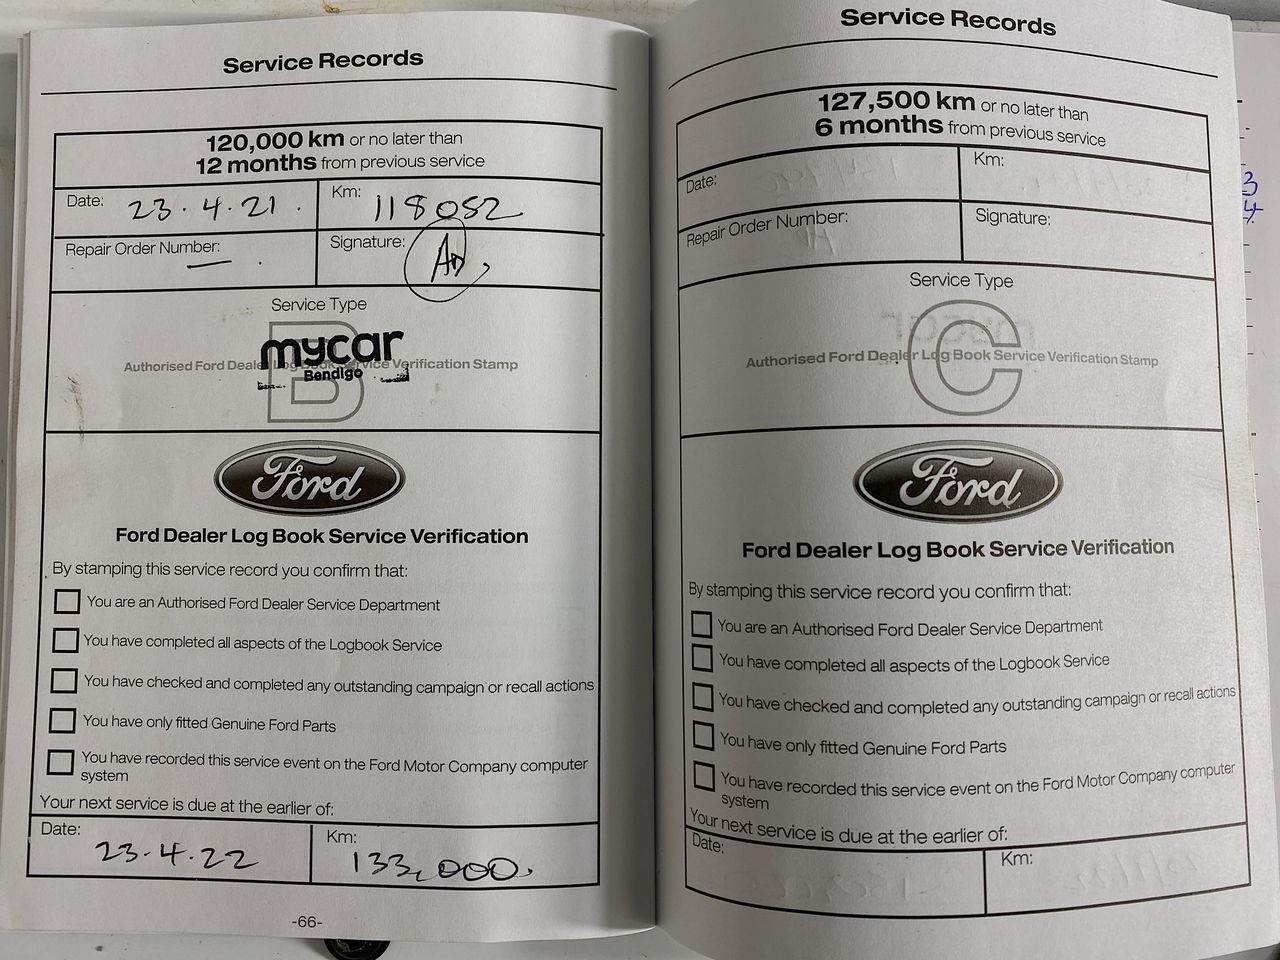 Service Records
120,000 km or no later than
12 months from previous service
Date: 23.4.21. Km: 118052
Repair Order Number: — . Signature: AD
Service Type
B
Authorised Ford Dealer Log Book Service Verification Stamp
mycar
Bendigo
Ford
Ford Dealer Log Book Service Verification
By stamping this service record you confirm that:
You are an Authorised Ford Dealer Service Department
You have completed all aspects of the Logbook Service
You have checked and completed any outstanding campaign or recall actions
You have only fitted Genuine Ford Parts
You have recorded this service event on the Ford Motor Company computer
system
Your next service is due at the earlier of:
Date: 23.4.22 Km: 133,000.
-66-
Service Records
127,500 km or no later than
6 months from previous service
Date: Km:
Repair Order Number: Signature:
Service Type
C
Authorised Ford Dealer Log Book Service Verification Stamp
Ford
Ford Dealer Log Book Service Verification
By stamping this service record you confirm that:
You are an Authorised Ford Dealer Service Department
You have completed all aspects of the Logbook Service
You have checked and completed any outstanding campaign or recall actions
You have only fitted Genuine Ford Parts
You have recorded this service event on the Ford Motor Company computer
system
Your next service is due at the earlier of:
Date: Km:
3
4